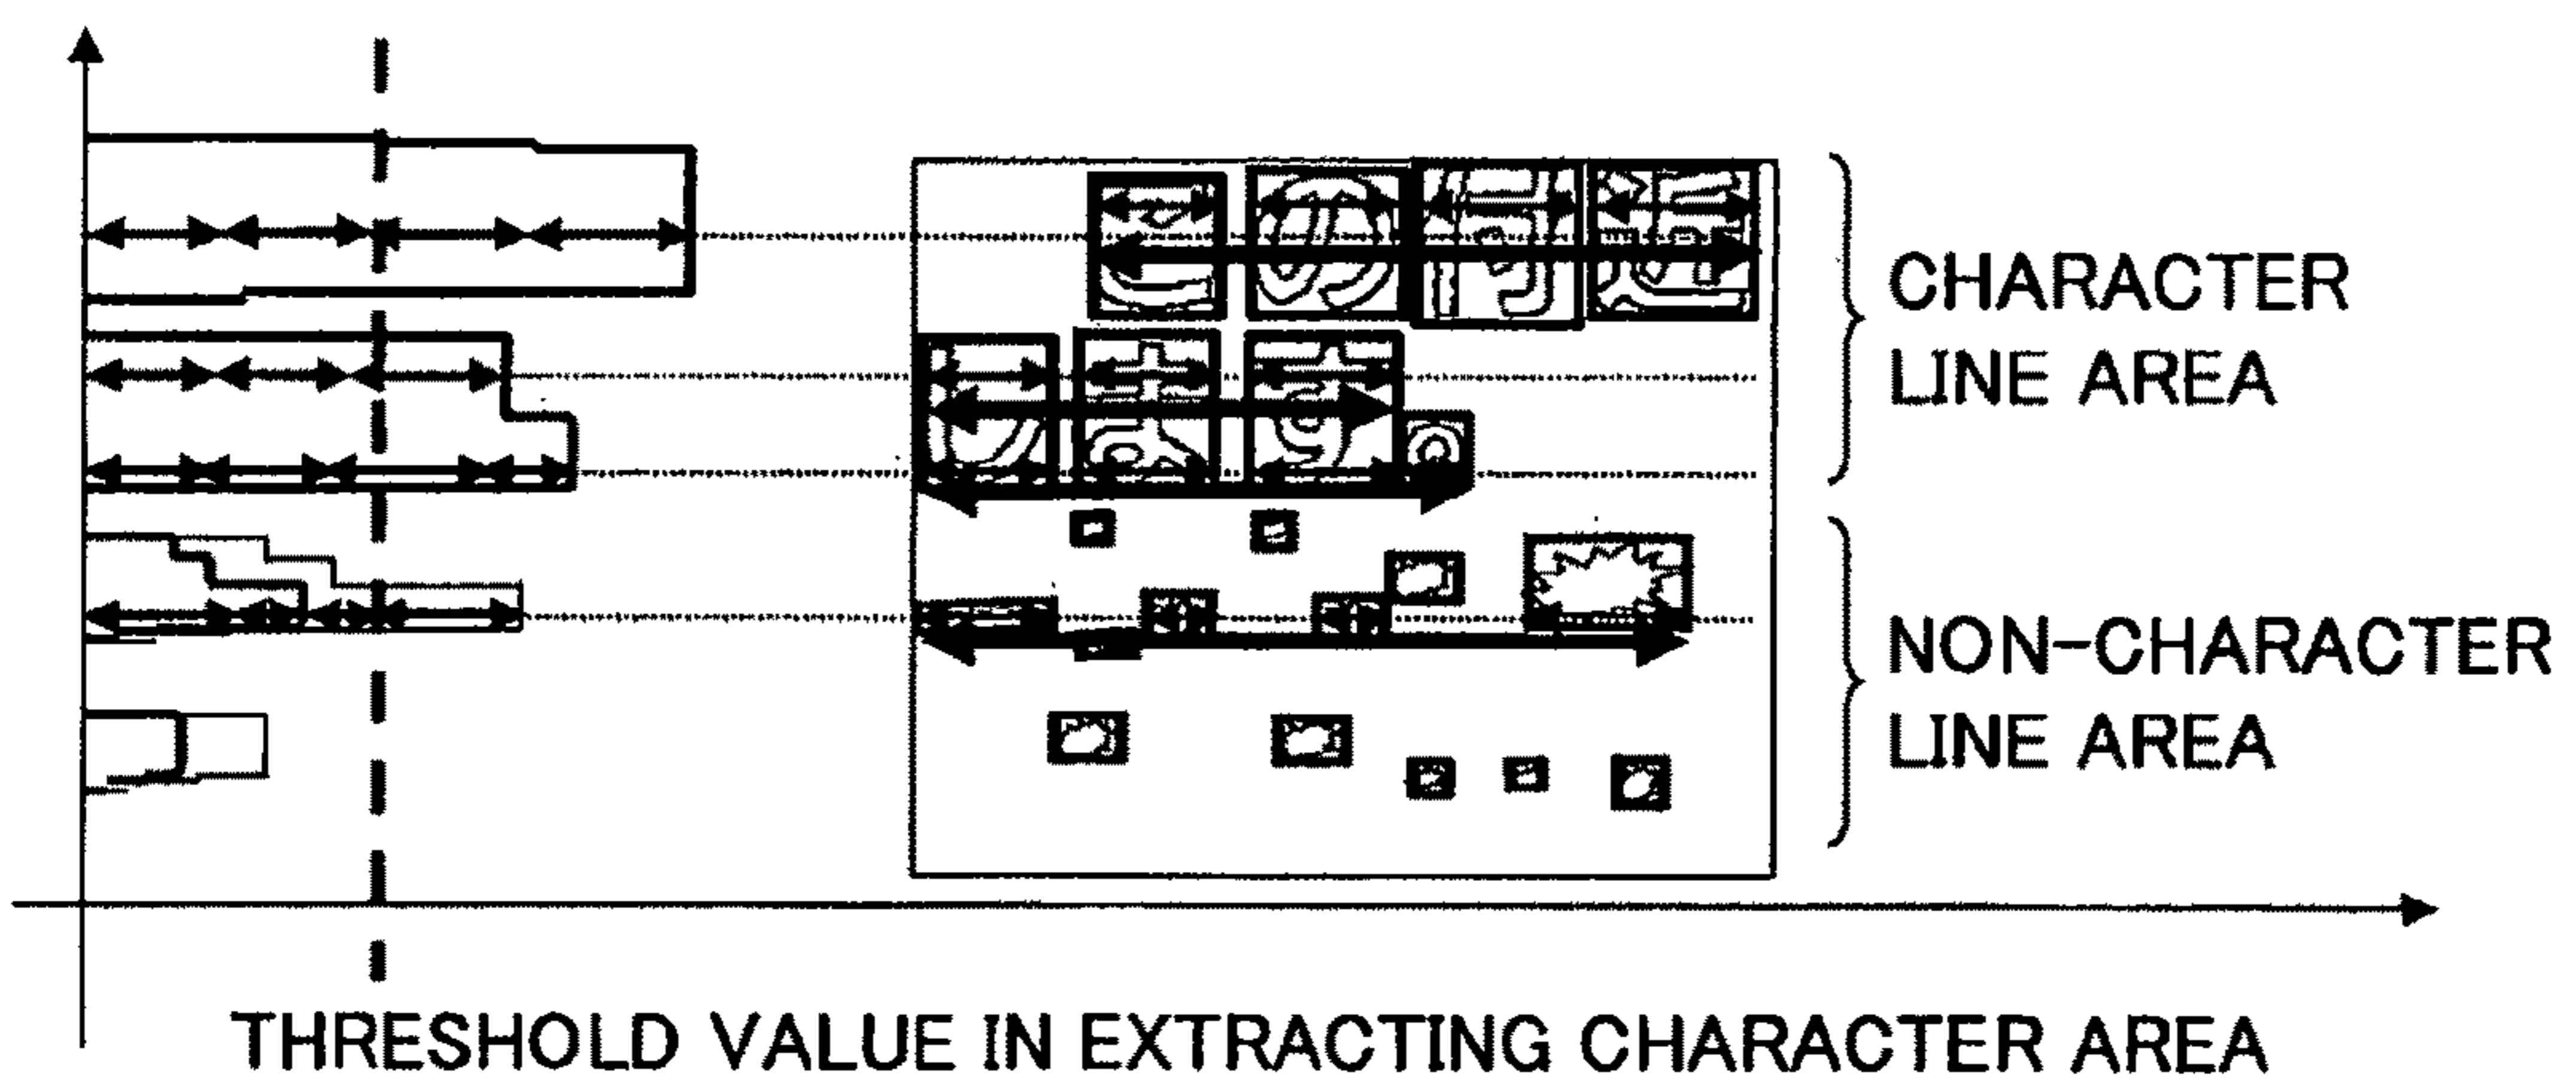 CHARACTER
LINE AREA
NON-CHARACTER
LINE AREA
THRESHOLD VALUE IN EXTRACTING CHARACTER AREA